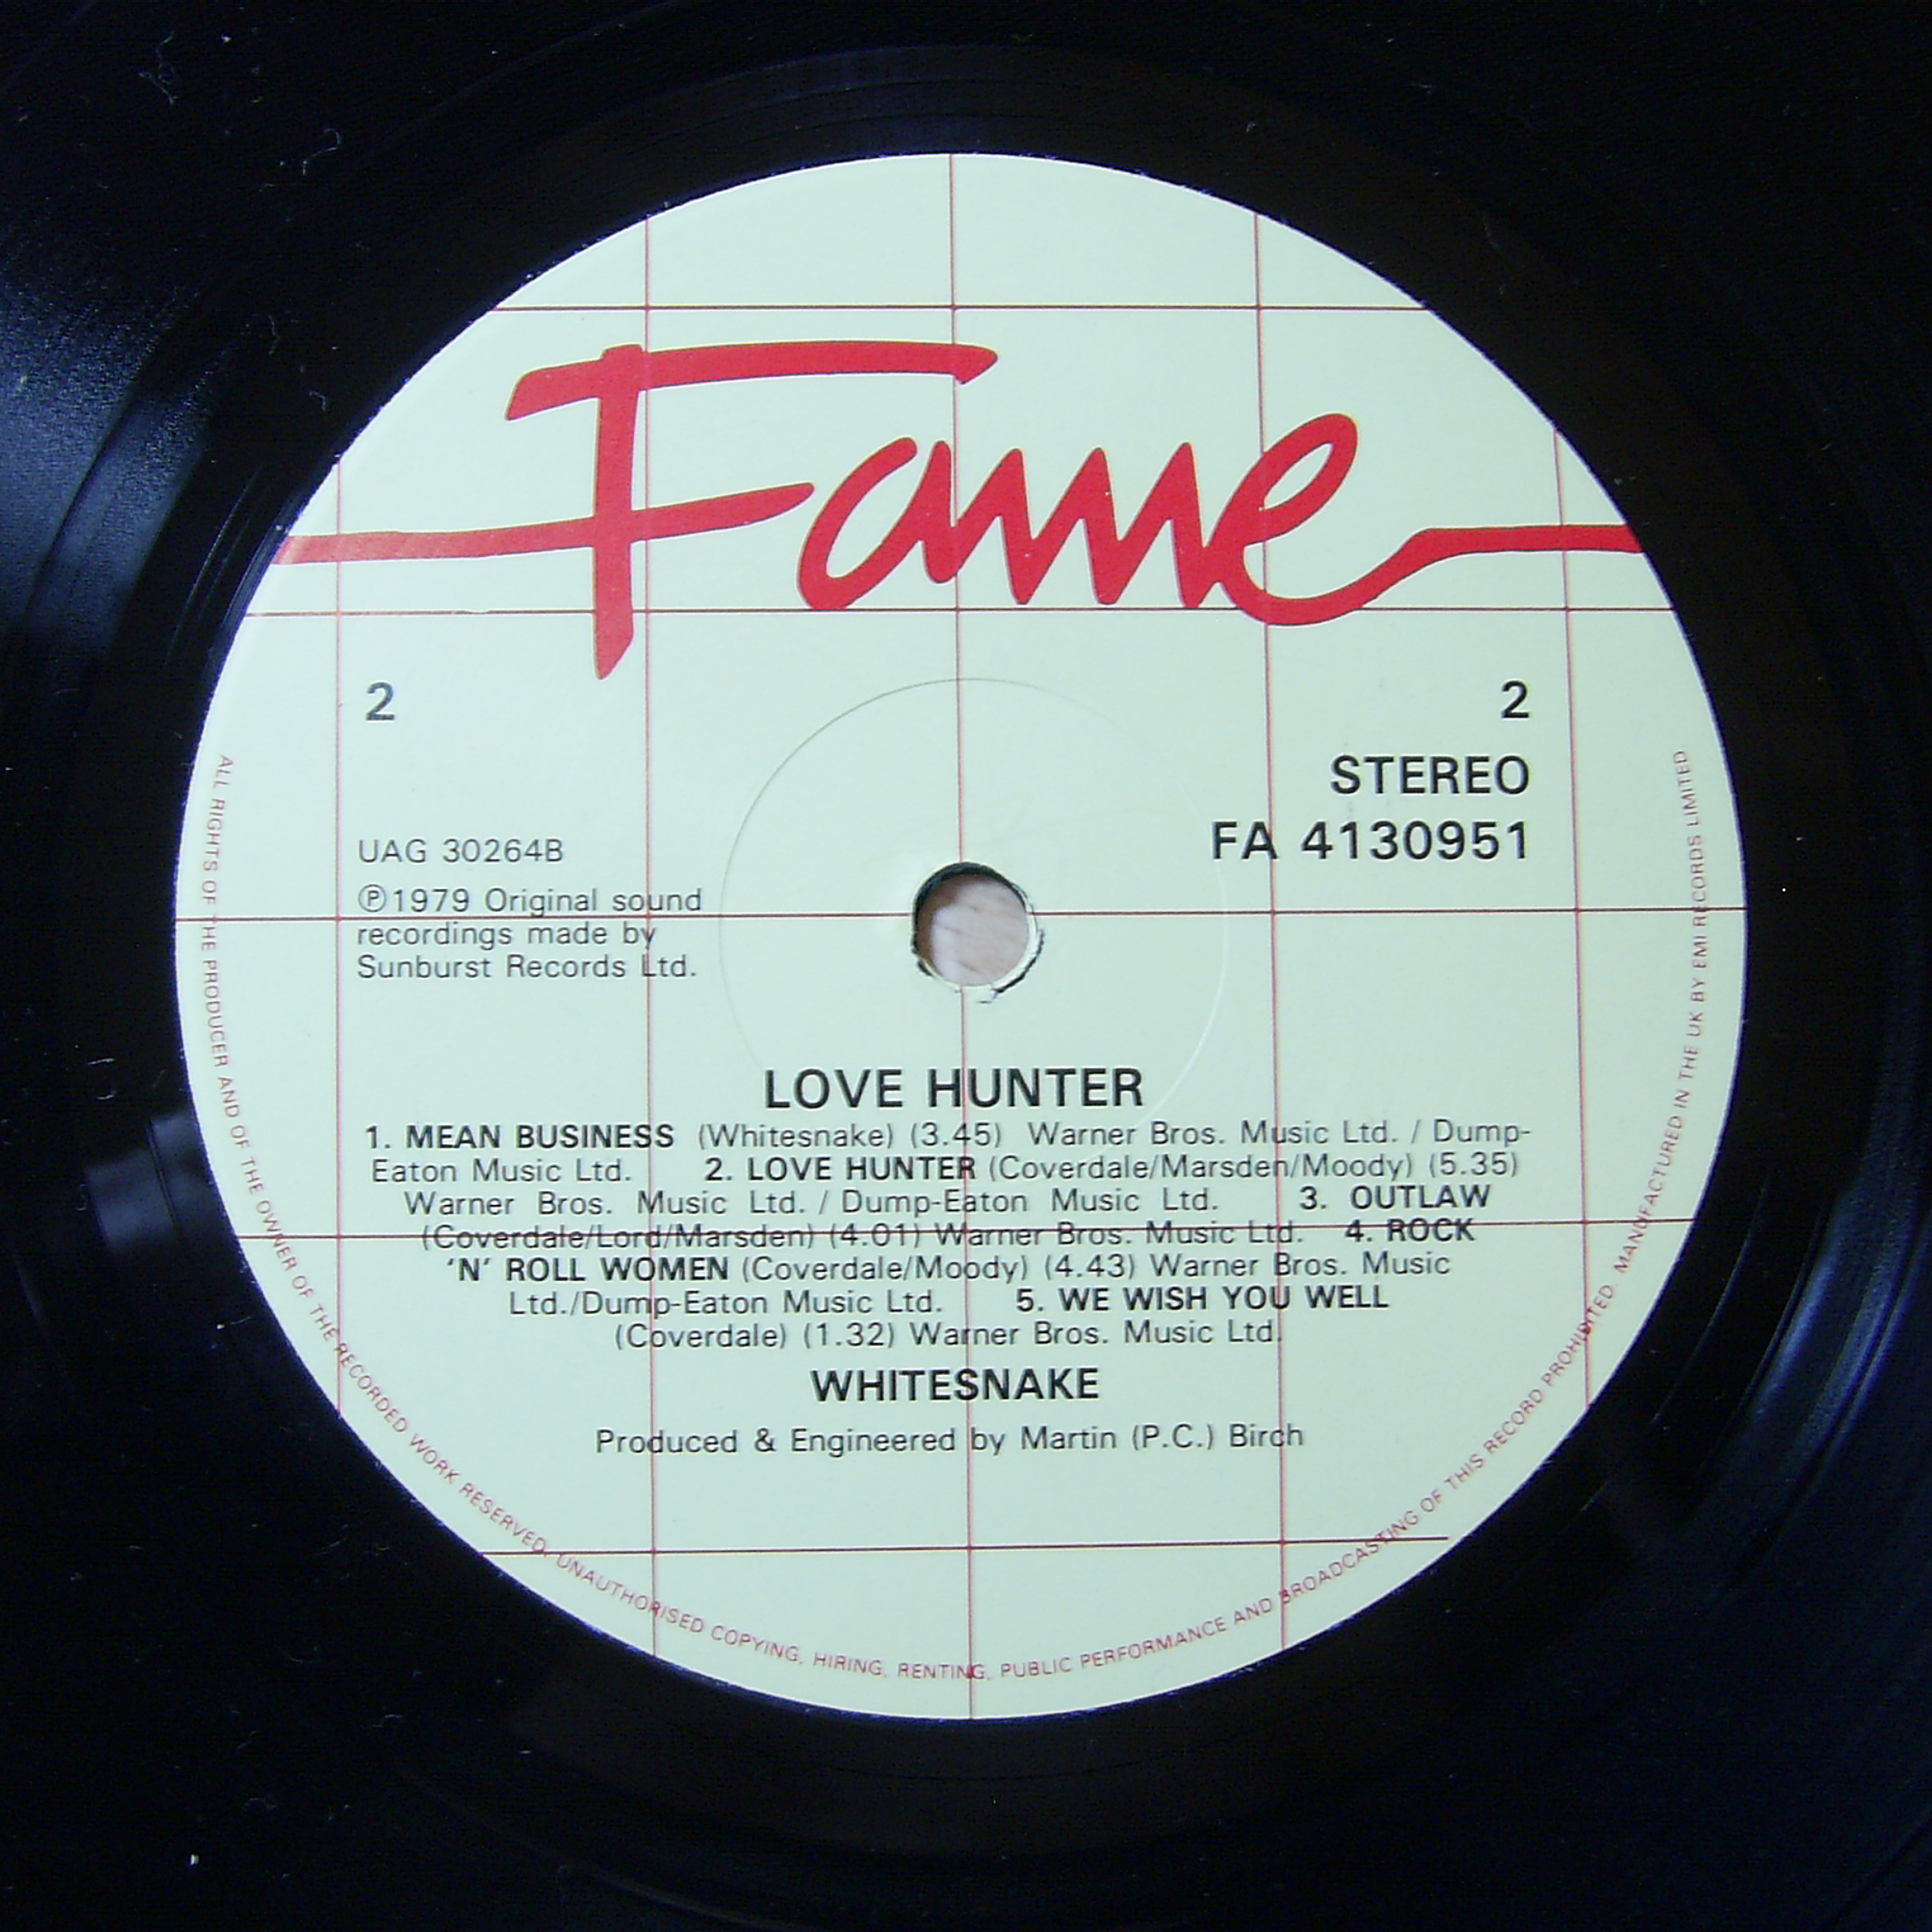 Fame
2
2
STEREO
FA 4130951
UAG 30264B
℗1979 Original sound
recordings made by
Sunburst Records Ltd.
LOVE HUNTER
1. MEAN BUSINESS (Whitesnake) (3.45) Warner Bros. Music Ltd. / Dump-
Eaton Music Ltd. 2. LOVE HUNTER (Coverdale/Marsden/Moody) (5.35)
Warner Bros. Music Ltd. / Dump-Eaton Music Ltd. 3. OUTLAW
(Coverdale/Lord/Marsden) (4.01) Warner Bros. Music Ltd. 4. ROCK
'N' ROLL WOMEN (Coverdale/Moody) (4.43) Warner Bros. Music
Ltd./Dump-Eaton Music Ltd. 5. WE WISH YOU WELL
(Coverdale) (1.32) Warner Bros. Music Ltd.
WHITESNAKE
Produced & Engineered by Martin (P.C.) Birch
ALL RIGHTS OF THE PRODUCER AND OF THE OWNER OF THE RECORDED WORK RESERVED. UNAUTHORISED COPYING, HIRING, RENTING, PUBLIC PERFORMANCE AND BROADCASTING OF THIS RECORD PROHIBITED. MANUFACTURED IN THE UK BY EMI RECORDS LIMITED